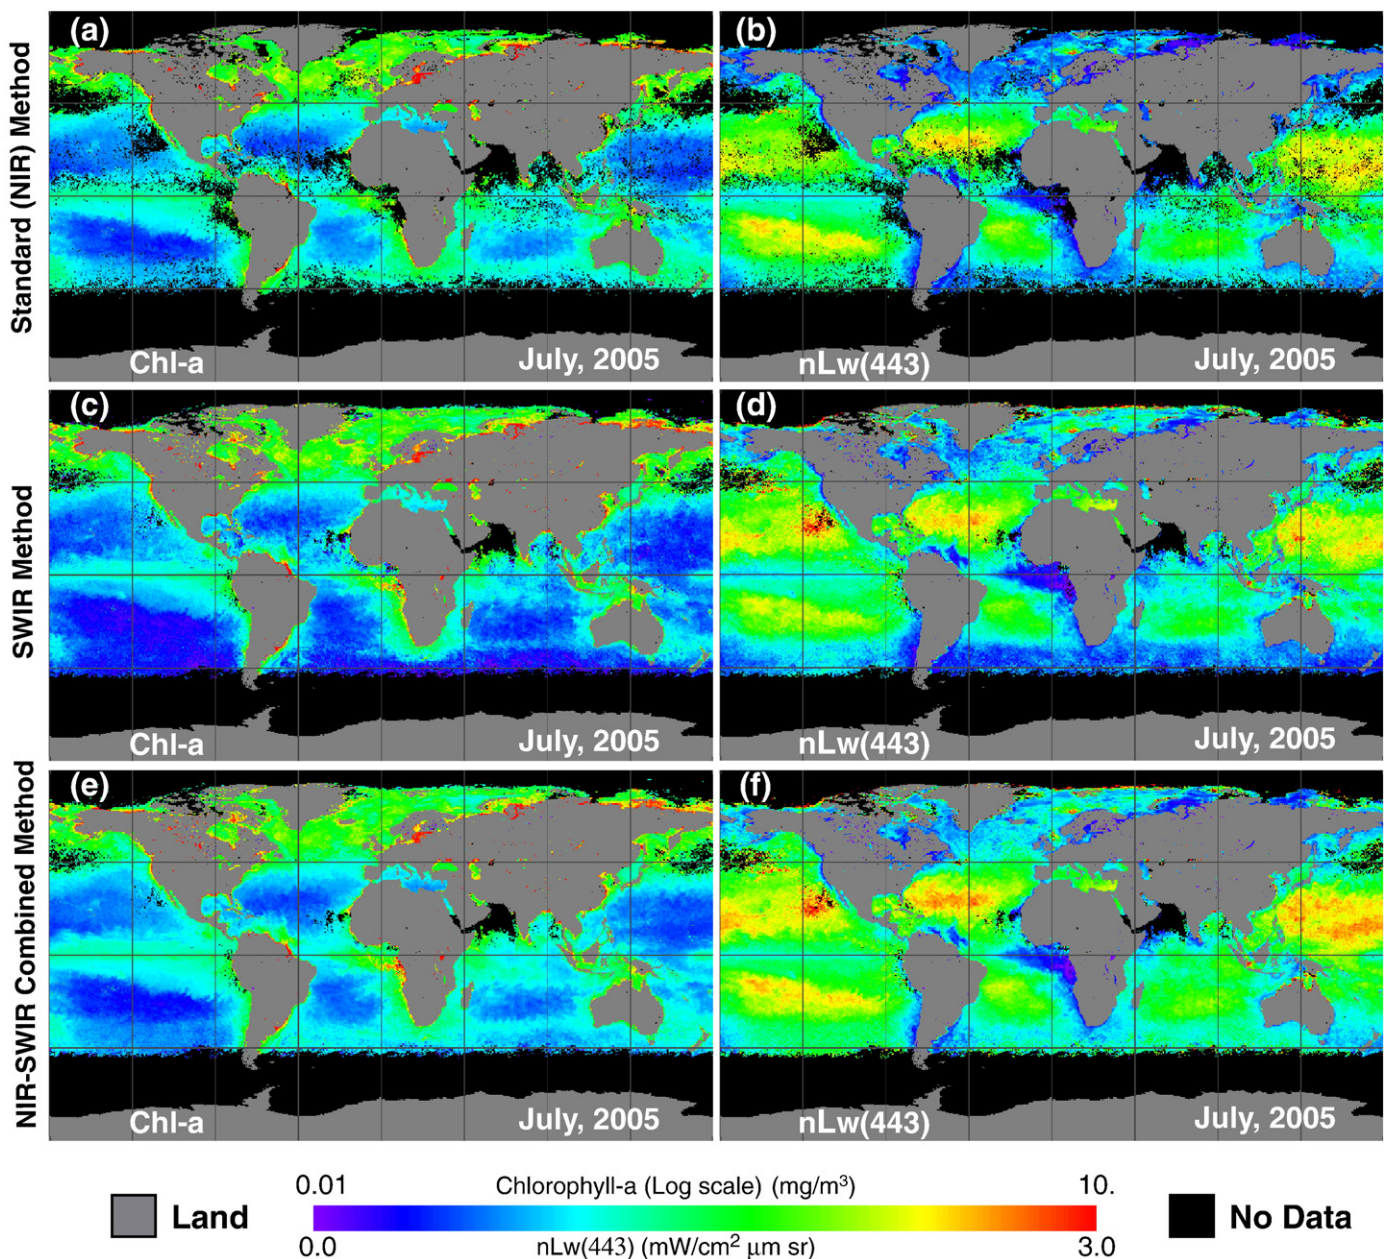 Standard (NIR) Method
(a)
Chl-a
July, 2005
(b)
nLw(443)
July, 2005
SWIR Method
(c)
Chl-a
July, 2005
(d)
nLw(443)
July, 2005
NIR-SWIR Combined Method
(e)
Chl-a
July, 2005
(f)
nLw(443)
July, 2005
Land
0.01 Chlorophyll-a (Log scale) (mg/m³) 10.
0.0 nLw(443) (mW/cm² μm sr) 3.0
No Data